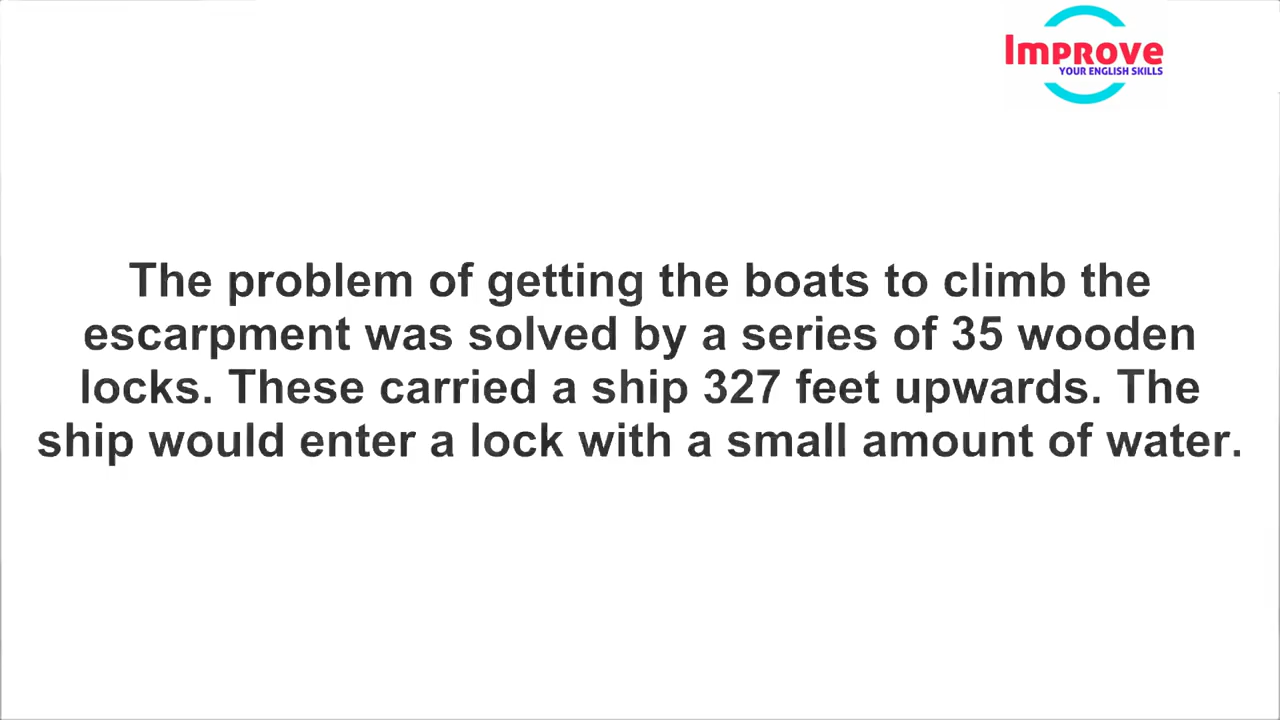 Improve
YOUR ENGLISH SKILLS
The problem of getting the boats to climb the
escarpment was solved by a series of 35 wooden
locks. These carried a ship 327 feet upwards. The
ship would enter a lock with a small amount of water.